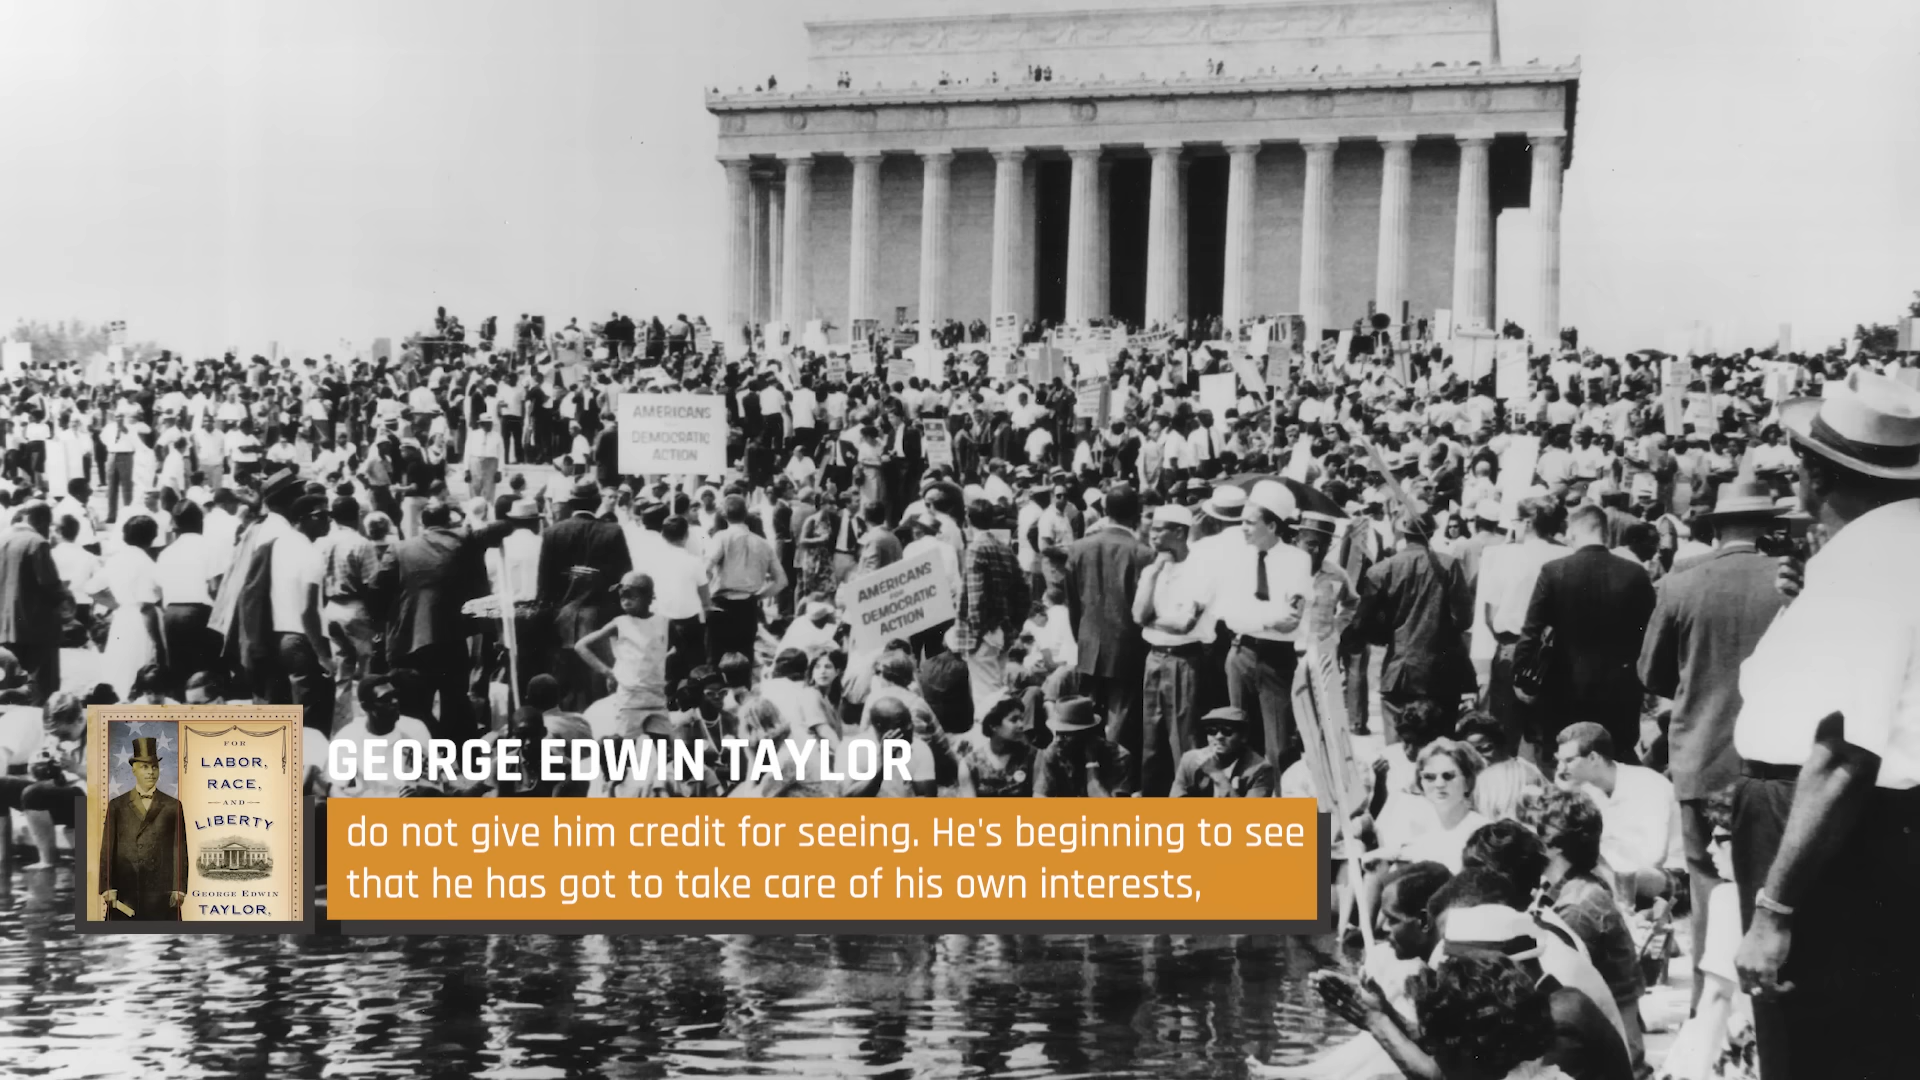 AMERICANS
DEMOCRATIC
ACTION
AMERICANS
FOR
DEMOCRATIC
ACTION
GEORGE EDWIN TAYLOR
do not give him credit for seeing. He's beginning to see
that he has got to take care of his own interests,
FOR
LABOR,
RACE,
AND
LIBERTY
GEORGE EDWIN
TAYLOR,